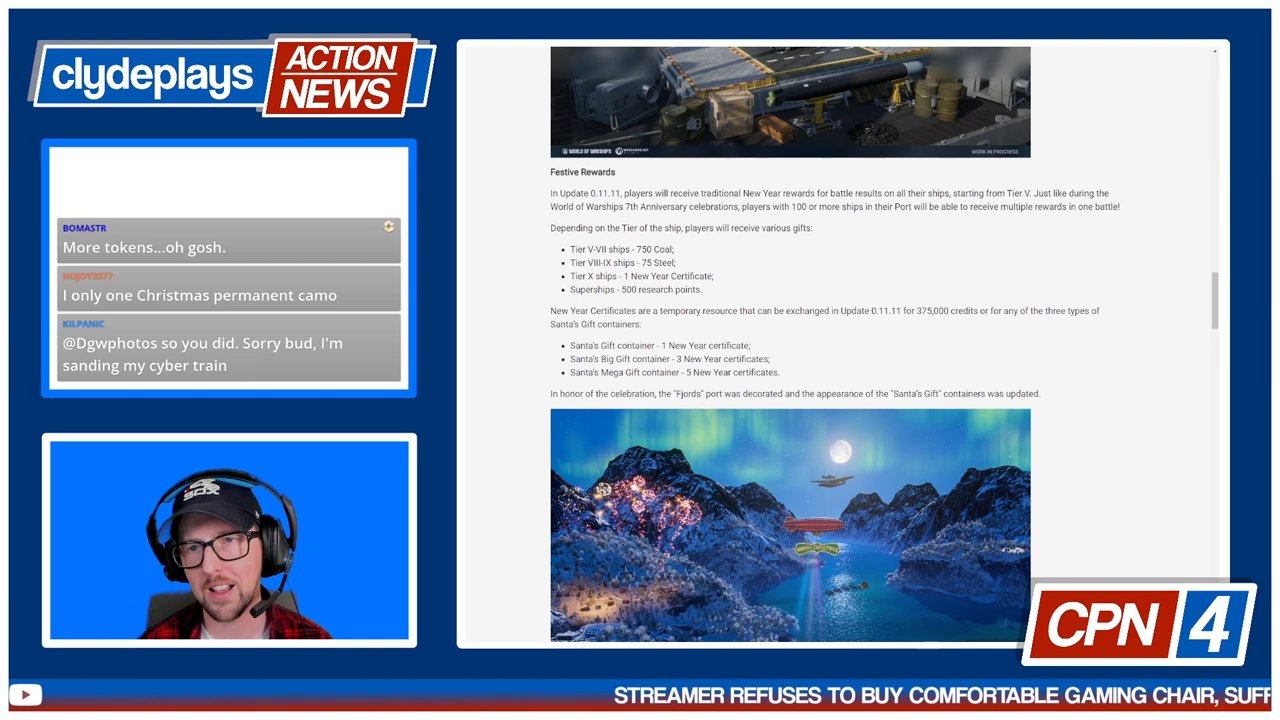 clydeplays
ACTION
NEWS
BOMASTR
More tokens...oh gosh.
NOJOY3577
I only one Christmas permanent camo
KILPANIC
@Dgwphotos so you did. Sorry bud, I'm
sanding my cyber train
SOX
WORLD OF WARSHIPS
WARGAMING.NET
WORK IN PROGRESS
Festive Rewards
In Update 0.11.11, players will receive traditional New Year rewards for battle results on all their ships, starting from Tier V. Just like during the
World of Warships 7th Anniversary celebrations, players with 100 or more ships in their Port will be able to receive multiple rewards in one battle!
Depending on the Tier of the ship, players will receive various gifts:
• Tier V-VII ships - 750 Coal;
• Tier VIII-IX ships - 75 Steel;
• Tier X ships - 1 New Year Certificate;
• Superships - 500 research points.
New Year Certificates are a temporary resource that can be exchanged in Update 0.11.11 for 375,000 credits or for any of the three types of
Santa's Gift containers:
• Santa's Gift container - 1 New Year certificate;
• Santa's Big Gift container - 3 New Year certificates;
• Santa's Mega Gift container - 5 New Year certificates.
In honor of the celebration, the "Fjords" port was decorated and the appearance of the "Santa's Gift" containers was updated.
MERRY CHRISTMAS
CPN 4
STREAMER REFUSES TO BUY COMFORTABLE GAMING CHAIR, SUFF